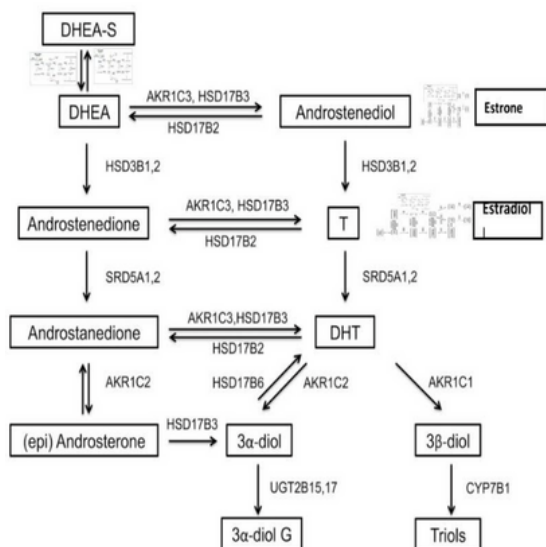 DHEA-S
AKR1C3, HSD17B3
DHEA
Androstenediol
Estrone
HSD17B2
HSD3B1,2
HSD3B1,2
AKR1C3, HSD17B3
Androstenedione
T
Estradiol
HSD17B2
SRD5A1,2
SRD5A1,2
AKR1C3,HSD17B3
Androstanedione
DHT
HSD17B2
AKR1C2
HSD17B6
AKR1C2
AKR1C1
HSD17B3
(epi) Androsterone
3α-diol
3β-diol
UGT2B15,17
CYP7B1
3α-diol G
Triols